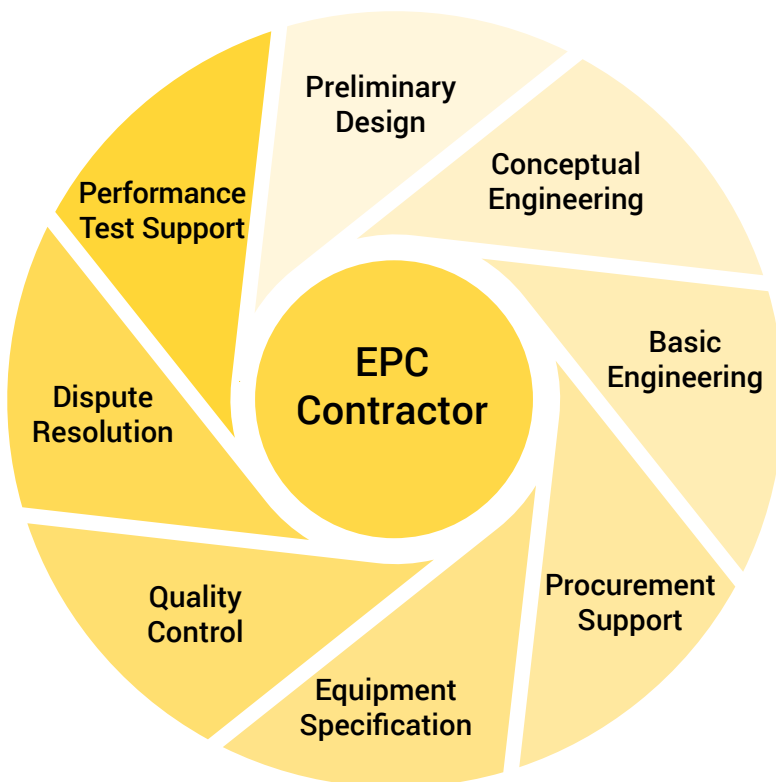 Preliminary
Design
Conceptual
Engineering
Basic
Engineering
Procurement
Support
Equipment
Specification
Quality
Control
Dispute
Resolution
Performance
Test Support
EPC
Contractor